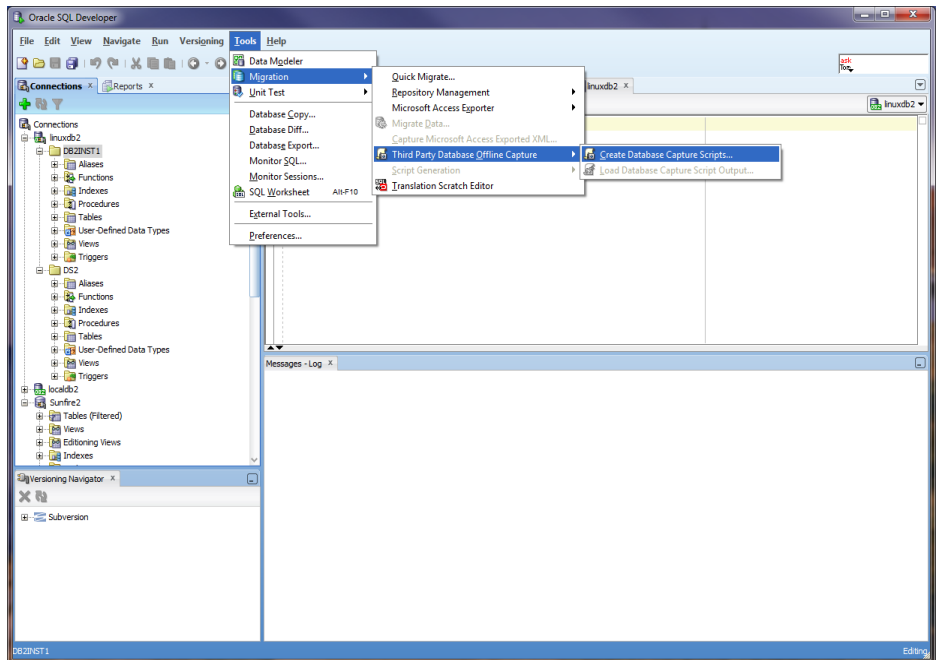 Oracle SQL Developer
File Edit View Navigate Run Versioning Tools Help
ask
Tom
Connections x Reports x
linuxdb2 x
linuxdb2
Connections
linuxdb2
DB2INST1
Aliases
Functions
Indexes
Procedures
Tables
User-Defined Data Types
Views
Triggers
DS2
Aliases
Functions
Indexes
Procedures
Tables
User-Defined Data Types
Views
Triggers
localdb2
Sunfire2
Tables (Filtered)
Views
Editioning Views
Indexes
Data Modeler
Migration
Unit Test
Database Copy...
Database Diff...
Database Export...
Monitor SQL...
Monitor Sessions...
SQL Worksheet Alt-F10
External Tools...
Preferences...
Quick Migrate...
Repository Management
Microsoft Access Exporter
Migrate Data...
Capture Microsoft Access Exported XML...
Third Party Database Offline Capture
Script Generation
Translation Scratch Editor
Create Database Capture Scripts...
Load Database Capture Script Output...
Messages - Log x
Versioning Navigator x
Subversion
DB2INST1
Editing